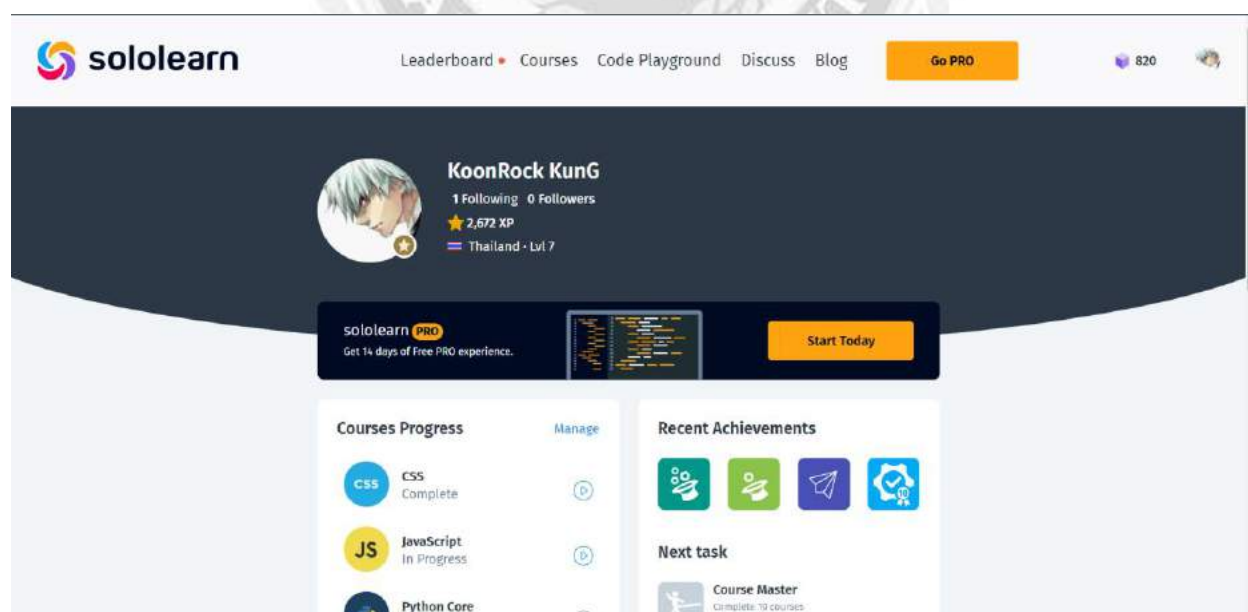 sololearn
Leaderboard • Courses Code Playground Discuss Blog Go PRO 820
KoonRock KunG
1 Following 0 Followers
2,672 XP
Thailand • Lvl 7
sololearn PRO
Get 14 days of Free PRO experience.
Start Today
Courses Progress Manage
CSS
CSS
Complete
JS
JavaScript
In Progress
Python Core
Recent Achievements
10
Next task
Course Master
Complete 10 courses